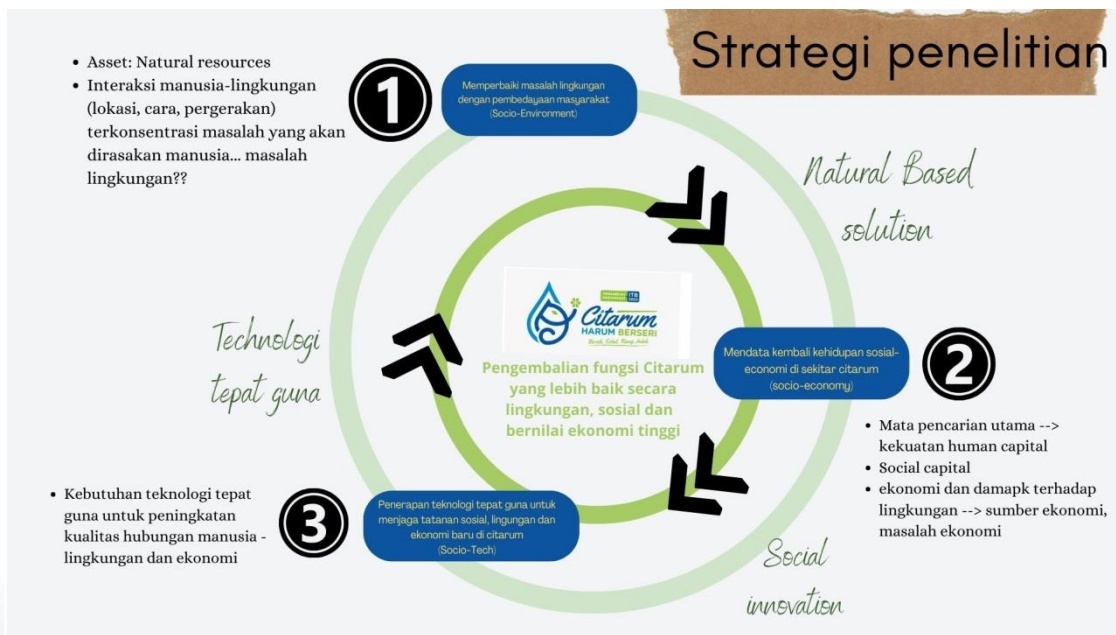 Strategi penelitian
• Asset: Natural resources
• Interaksi manusia-lingkungan
(lokasi, cara, pergerakan)
terkonsentrasi masalah yang akan
dirasakan manusia... masalah
lingkungan??
1
Memperbaiki masalah lingkungan
dengan pembedayaan masyarakat
(Socio-Environment)
Natural Based
solution
Citarum
HARUM BERSERI
Pengembalian fungsi Citarum
yang lebih baik secara
lingkungan, sosial dan
bernilai ekonomi tinggi
Mendata kembali kehidupan sosial-
ekonomi di sekitar citarum
(socio-economy)
2
• Mata pencarian utama -->
kekuatan human capital
• Social capital
• ekonomi dan damapk terhadap
lingkungan --> sumber ekonomi,
masalah ekonomi
Technologi
tepat guna
• Kebutuhan teknologi tepat
guna untuk peningkatan
kualitas hubungan manusia -
lingkungan dan ekonomi
3
Penerapan teknologi tepat guna untuk
menjaga tatanan sosial, lingungan dan
ekonomi baru di citarum
(Socio-Tech)
Social
innovation